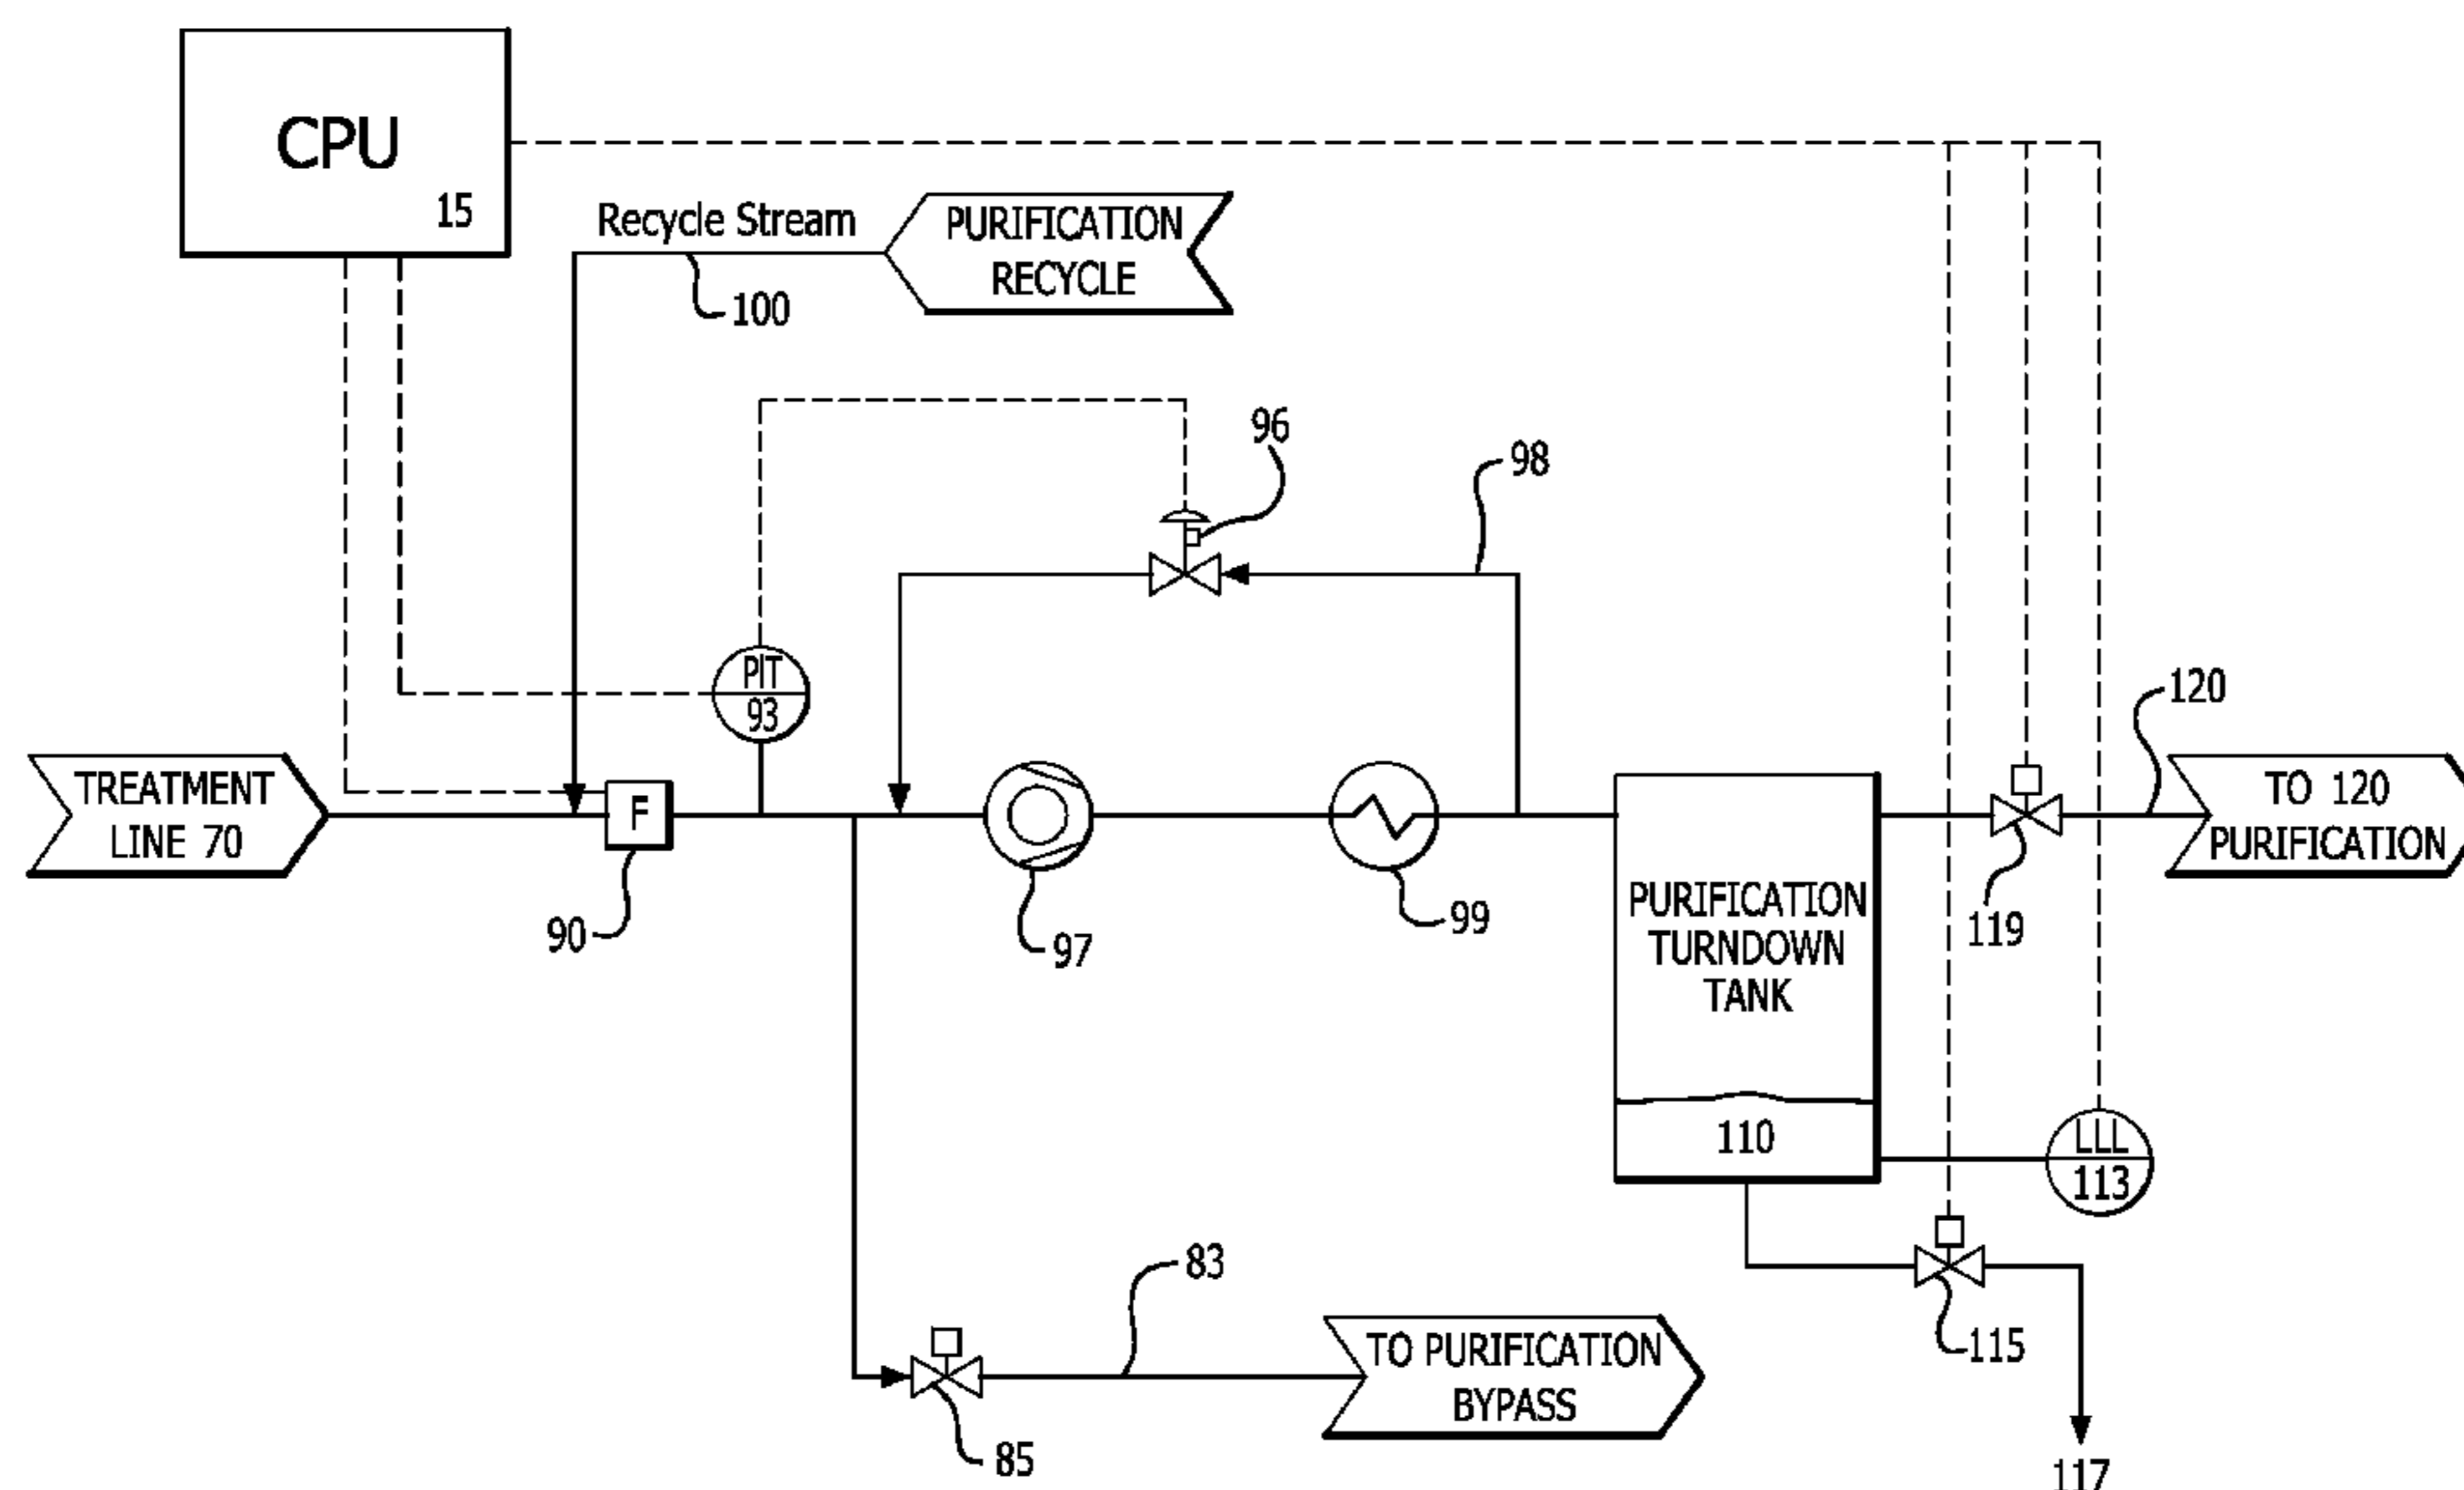 CPU
15
Recycle Stream
PURIFICATION
RECYCLE
100
96
98
PIT
93
120
TREATMENT
LINE 70
F
TO 120
PURIFICATION
90
97
99
PURIFICATION
TURNDOWN
TANK
119
110
LLL
113
83
115
TO PURIFICATION
BYPASS
85
117